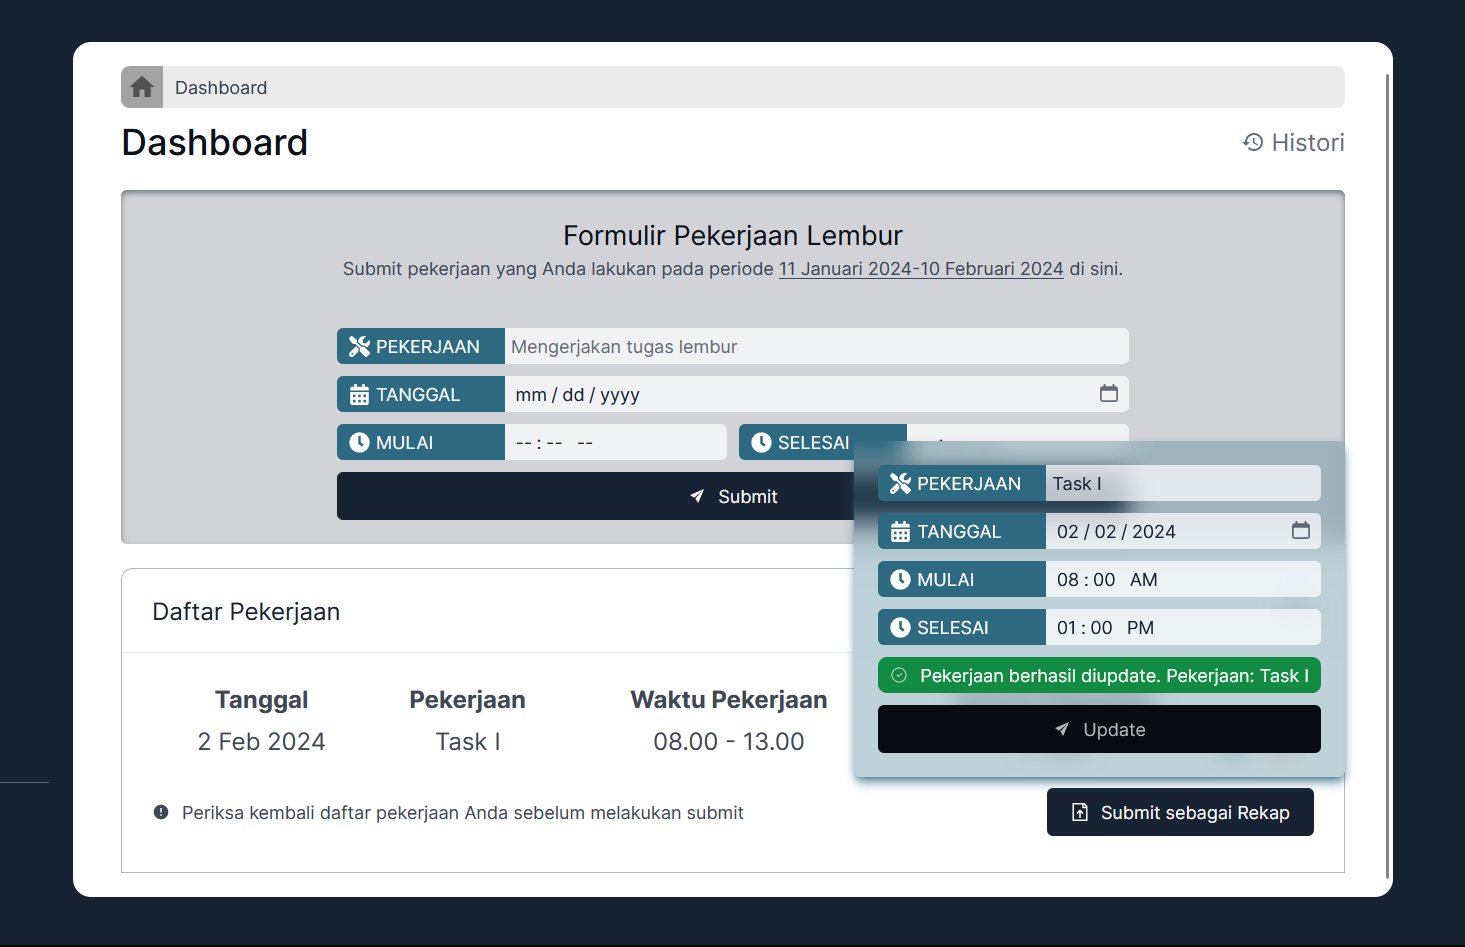 Dashboard
Dashboard
Histori
Formulir Pekerjaan Lembur
Submit pekerjaan yang Anda lakukan pada periode 11 Januari 2024-10 Februari 2024 di sini.
PEKERJAAN Mengerjakan tugas lembur
TANGGAL mm / dd / yyyy
MULAI -- : -- --
SELESAI
Submit
PEKERJAAN Task I
TANGGAL 02 / 02 / 2024
MULAI 08 : 00 AM
SELESAI 01 : 00 PM
Pekerjaan berhasil diupdate. Pekerjaan: Task I
Update
Daftar Pekerjaan
Tanggal Pekerjaan Waktu Pekerjaan
2 Feb 2024 Task I 08.00 - 13.00
Periksa kembali daftar pekerjaan Anda sebelum melakukan submit
Submit sebagai Rekap